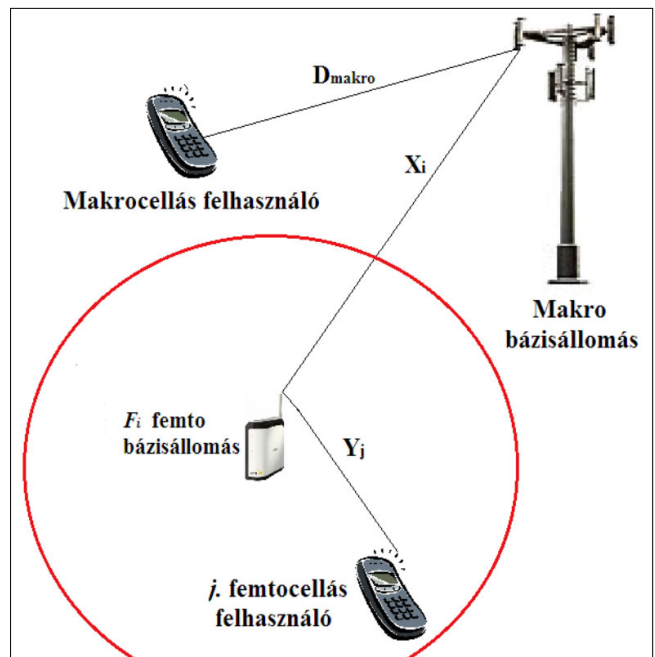 Dmakro
Xi
Makrocellás felhasználó
Makro
bázisállomás
Fi femto
bázisállomás
Yj
j. femtocellás
felhasználó